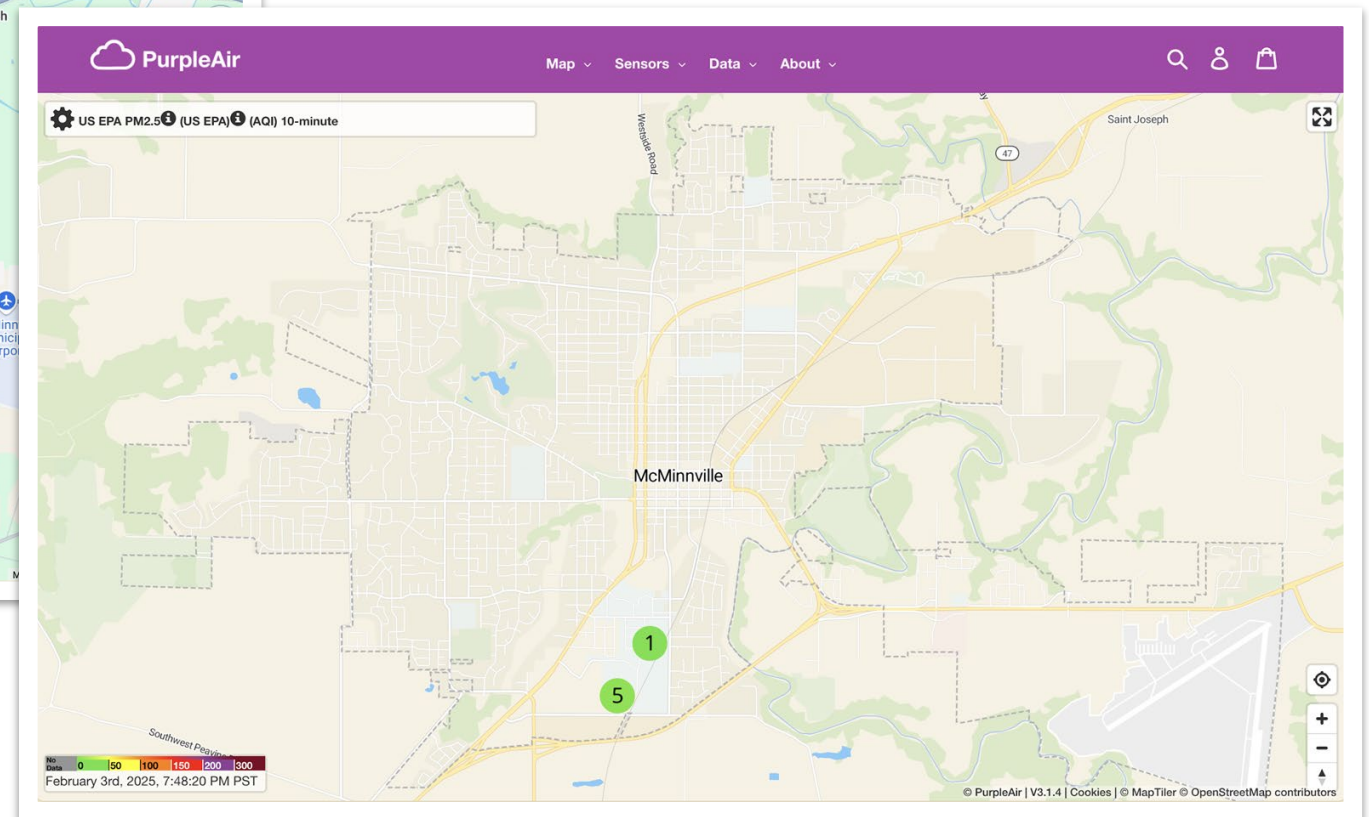 PurpleAir
Map
Sensors
Data
About
US EPA PM2.5 (US EPA) (AQI) 10-minute
Westside Road
47
Saint Joseph
McMinnville
1
5
Southwest
No Data 0 50 100 150 200 300
February 3rd, 2025, 7:48:20 PM PST
© PurpleAir | V3.1.4 | Cookies | © MapTiler © OpenStreetMap contributors